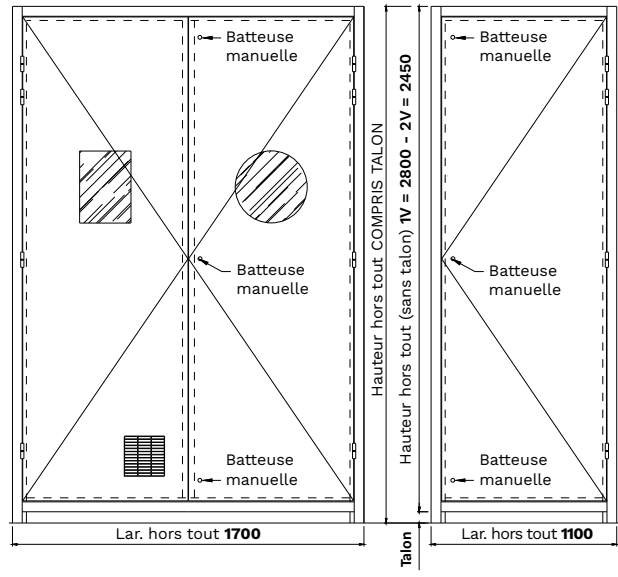 Batteuse
manuelle
Batteuse
manuelle
Batteuse
manuelle
Lar. hors tout 1700
Hauteur hors tout COMPRIS TALON
Hauteur hors tout (sans talon) 1V = 2800 - 2V = 2450
Talon
Batteuse
manuelle
Batteuse
manuelle
Batteuse
manuelle
Lar. hors tout 1100